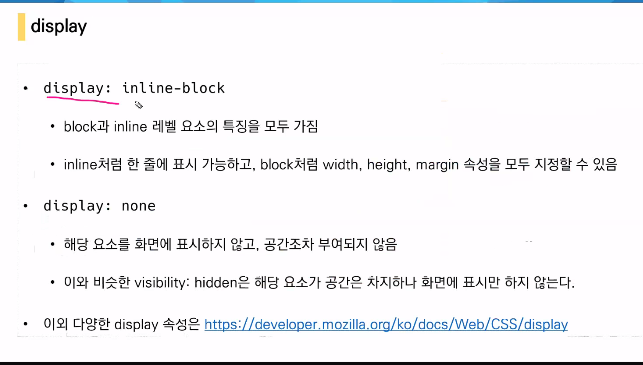 display
• display: inline-block
• block과 inline 레벨 요소의 특징을 모두 가짐
• inline처럼 한 줄에 표시 가능하고, block처럼 width, height, margin 속성을 모두 지정할 수 있음
• display: none
• 해당 요소를 화면에 표시하지 않고, 공간조차 부여되지 않음
• 이와 비슷한 visibility: hidden은 해당 요소가 공간은 차지하나 화면에 표시만 하지 않는다.
• 이외 다양한 display 속성은 https://developer.mozilla.org/ko/docs/Web/CSS/display